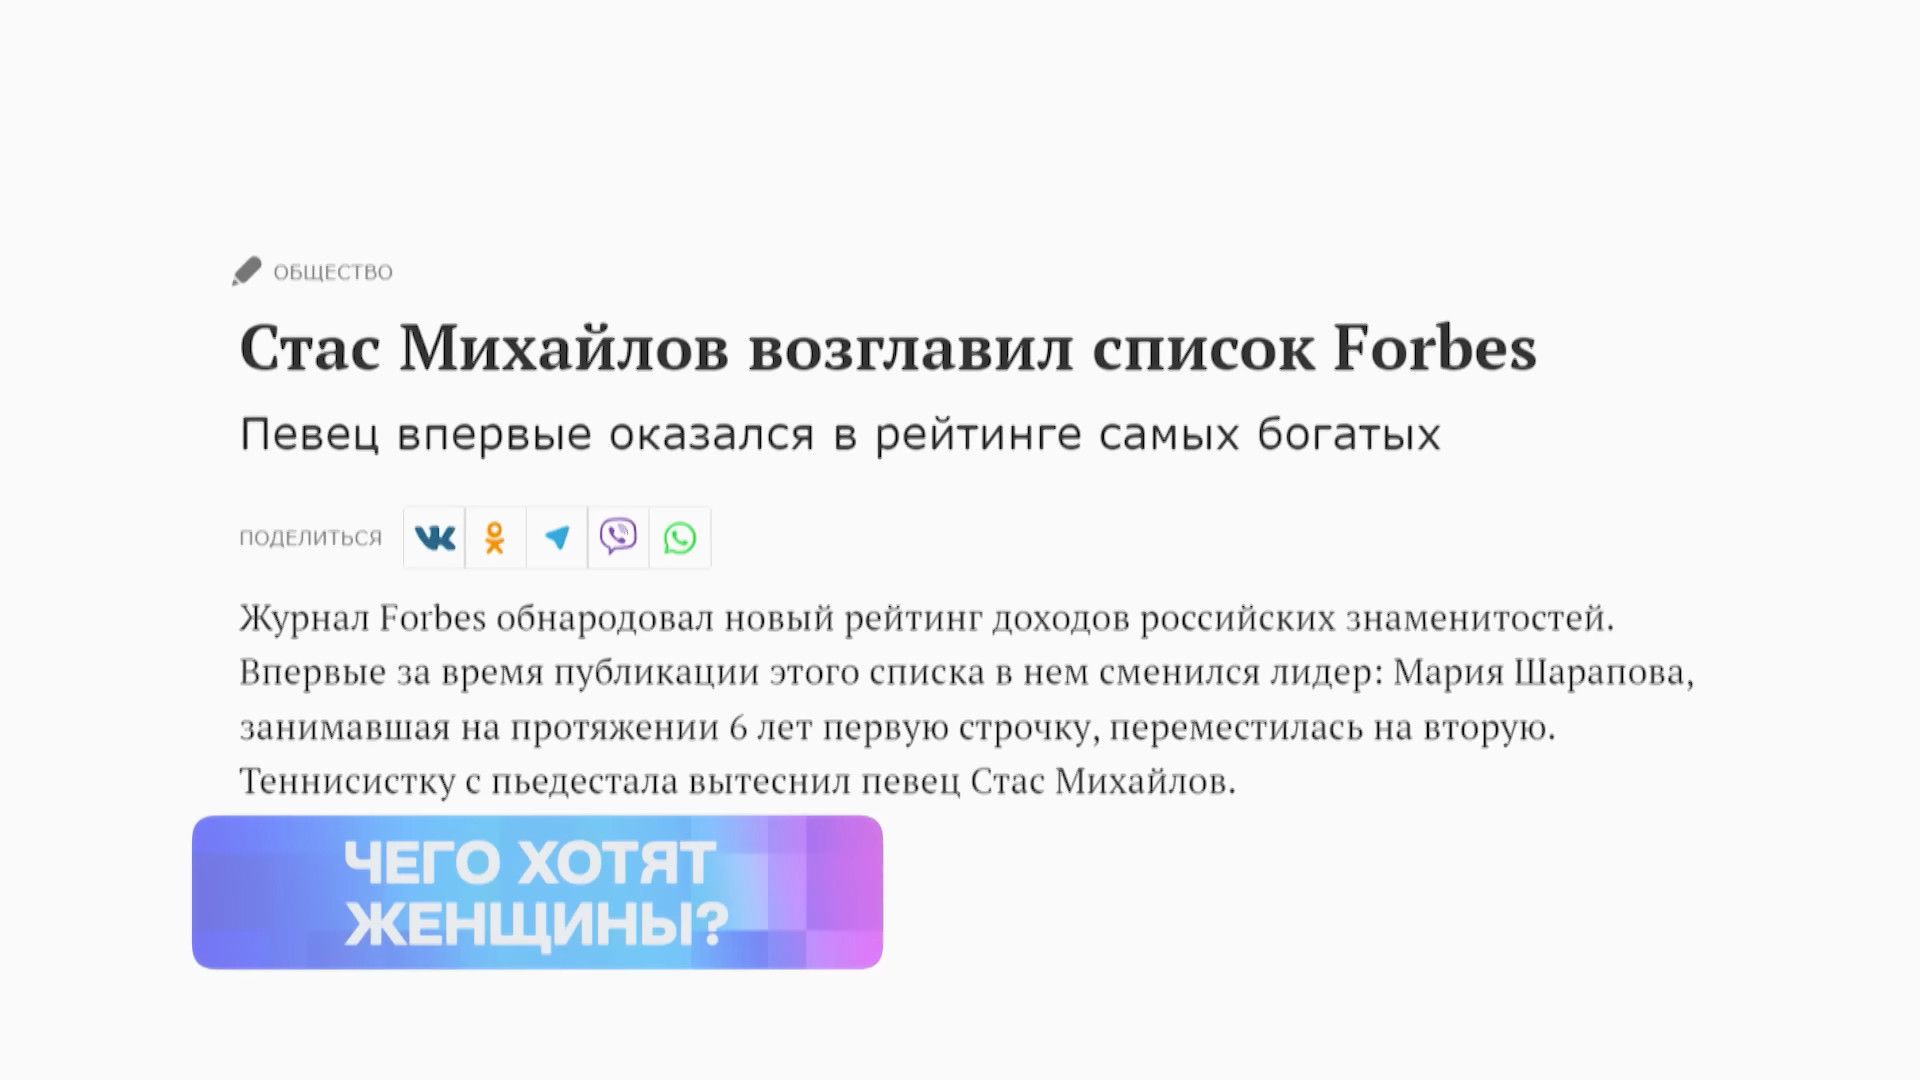 ОБЩЕСТВО
Стас Михайлов возглавил список Forbes
Певец впервые оказался в рейтинге самых богатых
ПОДЕЛИТЬСЯ
Журнал Forbes обнародовал новый рейтинг доходов российских знаменитостей.
Впервые за время публикации этого списка в нем сменился лидер: Мария Шарапова,
занимавшая на протяжении 6 лет первую строчку, переместилась на вторую.
Теннисистку с пьедестала вытеснил певец Стас Михайлов.
ЧЕГО ХОТЯТ
ЖЕНЩИНЫ?